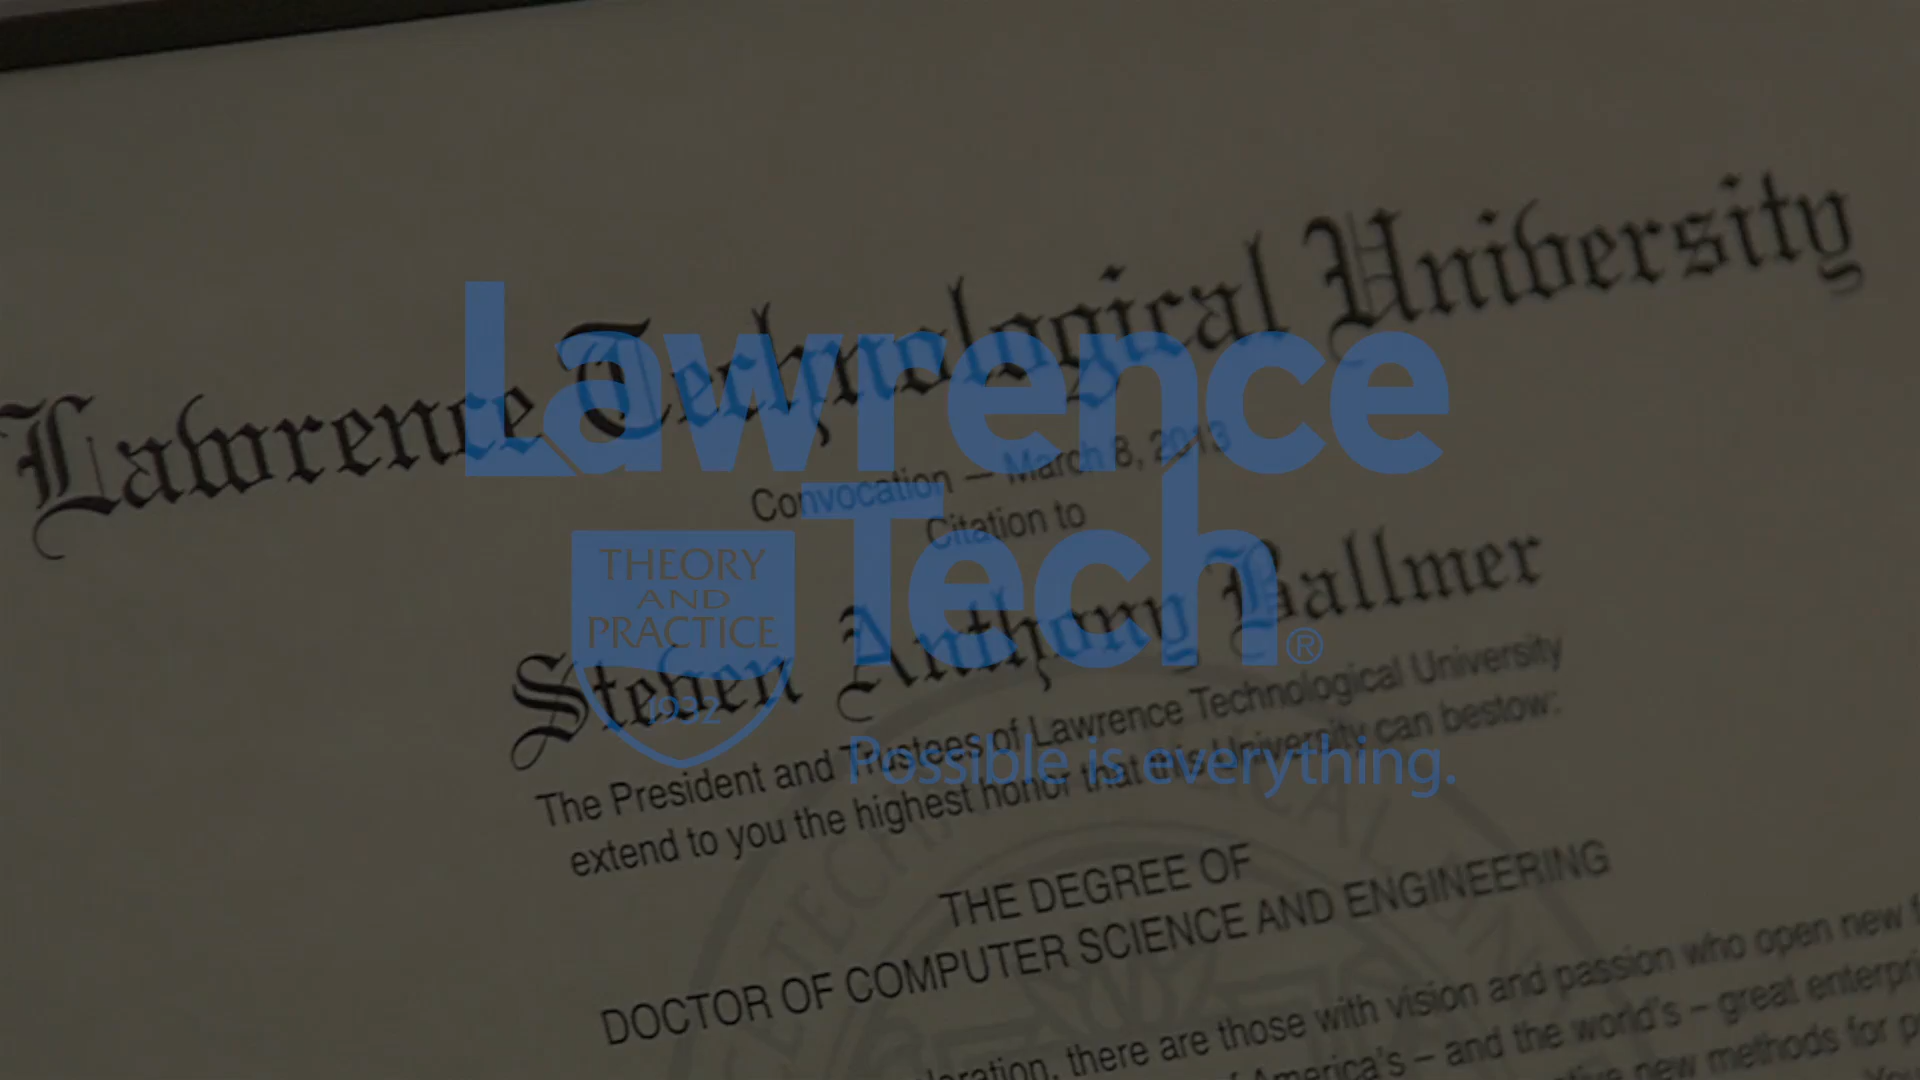 Lawrence Technological University
Convocation – March 8, 2013
Citation to
Steven Anthony Ballmer
The President and Trustees of Lawrence Technological University
extend to you the highest honor that this University can bestow:
THE DEGREE OF
DOCTOR OF COMPUTER SCIENCE AND ENGINEERING
there are those with vision and passion who open new
America's – and the world's – great
new methods for
Lawrence
Tech®
THEORY
AND
PRACTICE
1932
Possible is everything.